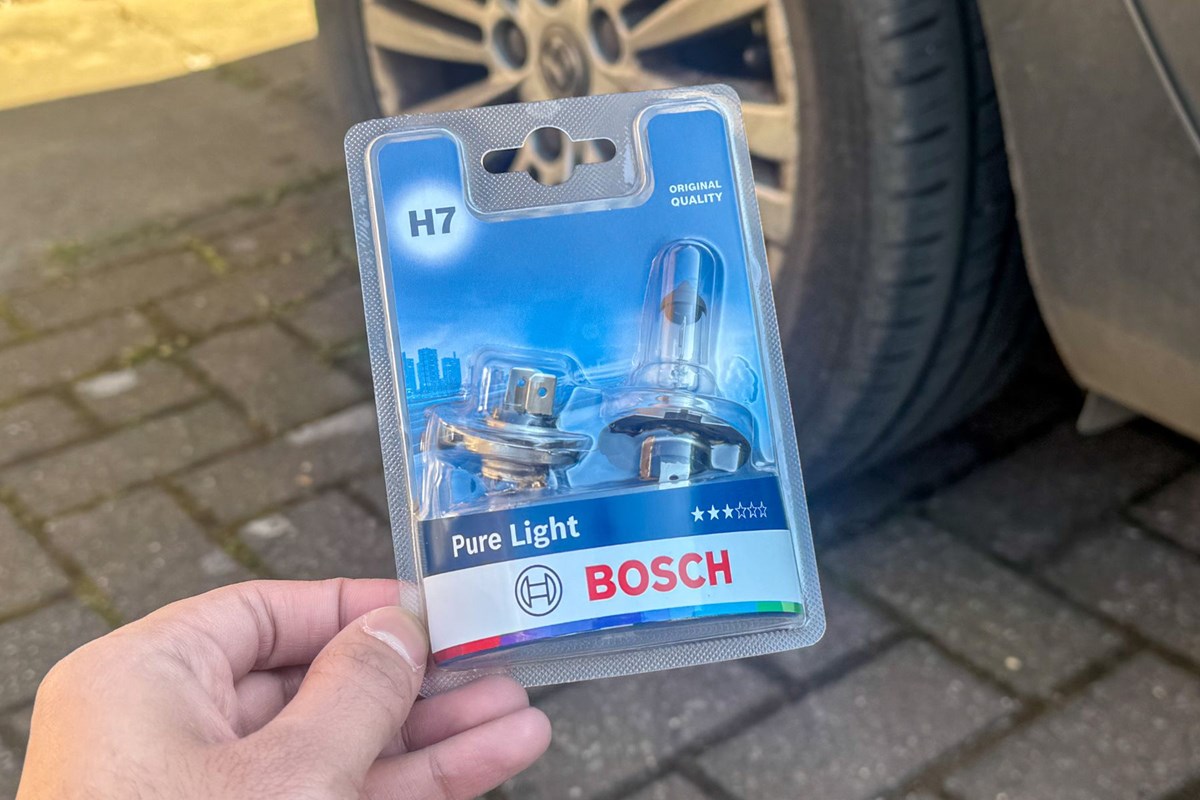 H7
ORIGINAL
QUALITY
Pure Light
BOSCH